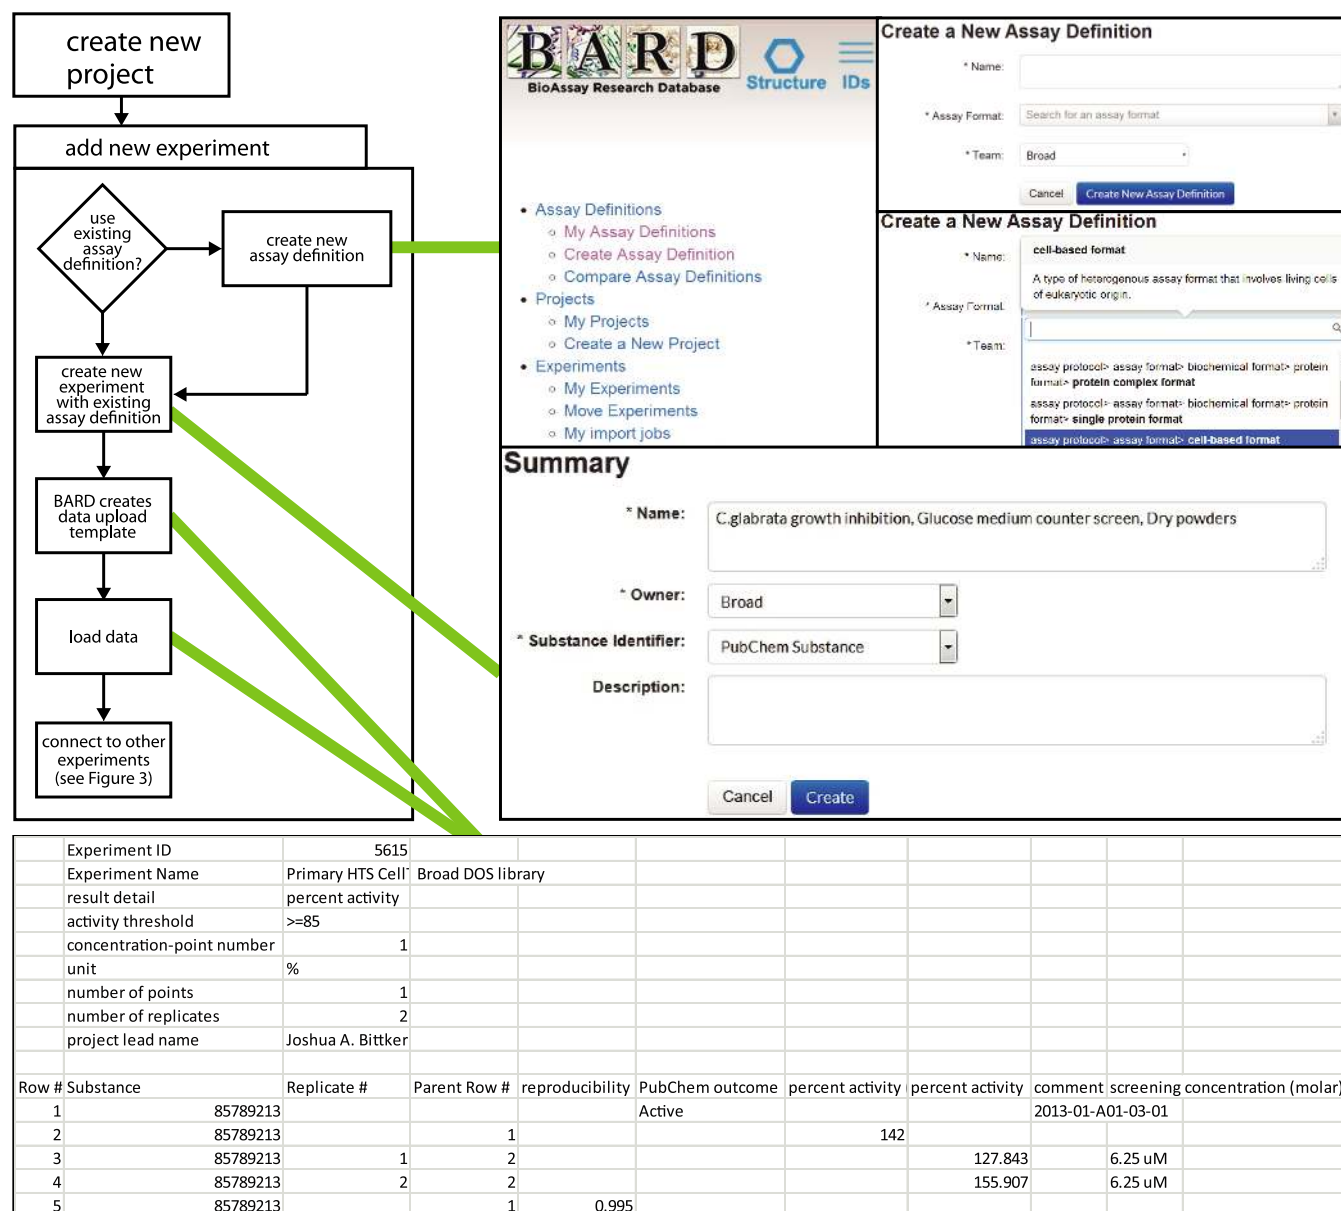 create new
project
add new experiment
use
existing
assay
definition?
create new
assay definition
create new
experiment
with existing
assay definition
BARD creates
data upload
template
load data
connect to other
experiments
(see Figure 3)
BARD
BioAssay Research Database
Structure IDs
• Assay Definitions
◦ My Assay Definitions
◦ Create Assay Definition
◦ Compare Assay Definitions
• Projects
◦ My Projects
◦ Create a New Project
• Experiments
◦ My Experiments
◦ Move Experiments
◦ My import jobs
Create a New Assay Definition
* Name:
* Assay Format: Search for an assay format
* Team: Broad
Cancel Create New Assay Definition
Create a New Assay Definition
* Name:
cell-based format
A type of heterogenous assay format that involves living cells
of eukaryotic origin.
* Assay Format:
* Team:
assay protocol> assay format> biochemical format> protein
format> protein complex format
assay protocol> assay format> biochemical format> protein
format> single protein format
assay protocol> assay format> cell-based format
Summary
* Name: C.glabrata growth inhibition, Glucose medium counter screen, Dry powders
* Owner: Broad
* Substance Identifier: PubChem Substance
Description:
Cancel Create
Experiment ID 5615
Experiment Name Primary HTS Cell Broad DOS library
result detail percent activity
activity threshold >=85
concentration-point number 1
unit %
number of points 1
number of replicates 2
project lead name Joshua A. Bittker
Row # Substance Replicate # Parent Row # reproducibility PubChem outcome percent activity percent activity comment screening concentration (molar)
1 85789213 Active 2013-01-A01-03-01
2 85789213 1 142
3 85789213 1 2 127.843 6.25 uM
4 85789213 2 2 155.907 6.25 uM
5 85789213 1 0.995